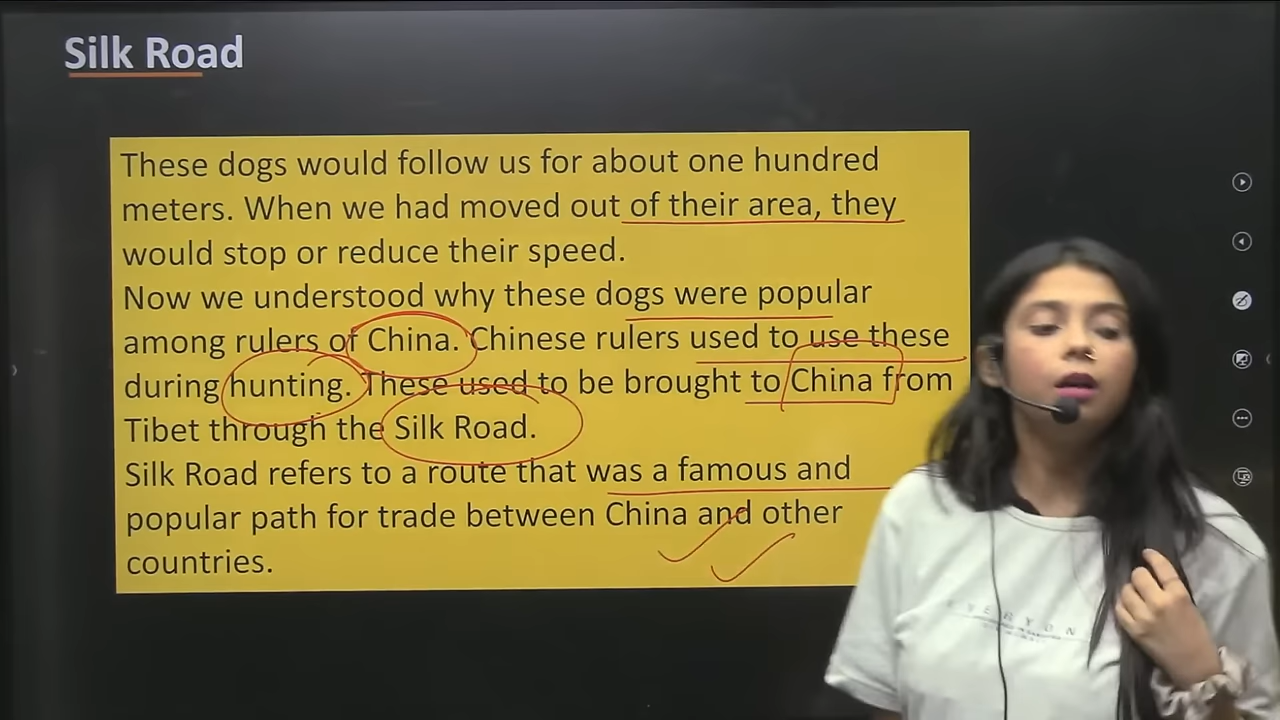 Silk Road
These dogs would follow us for about one hundred
meters. When we had moved out of their area, they
would stop or reduce their speed.
Now we understood why these dogs were popular
among rulers of China. Chinese rulers used to use these
during hunting. These used to be brought to China from
Tibet through the Silk Road.
Silk Road refers to a route that was a famous and
popular path for trade between China and other
countries.
EVERYON